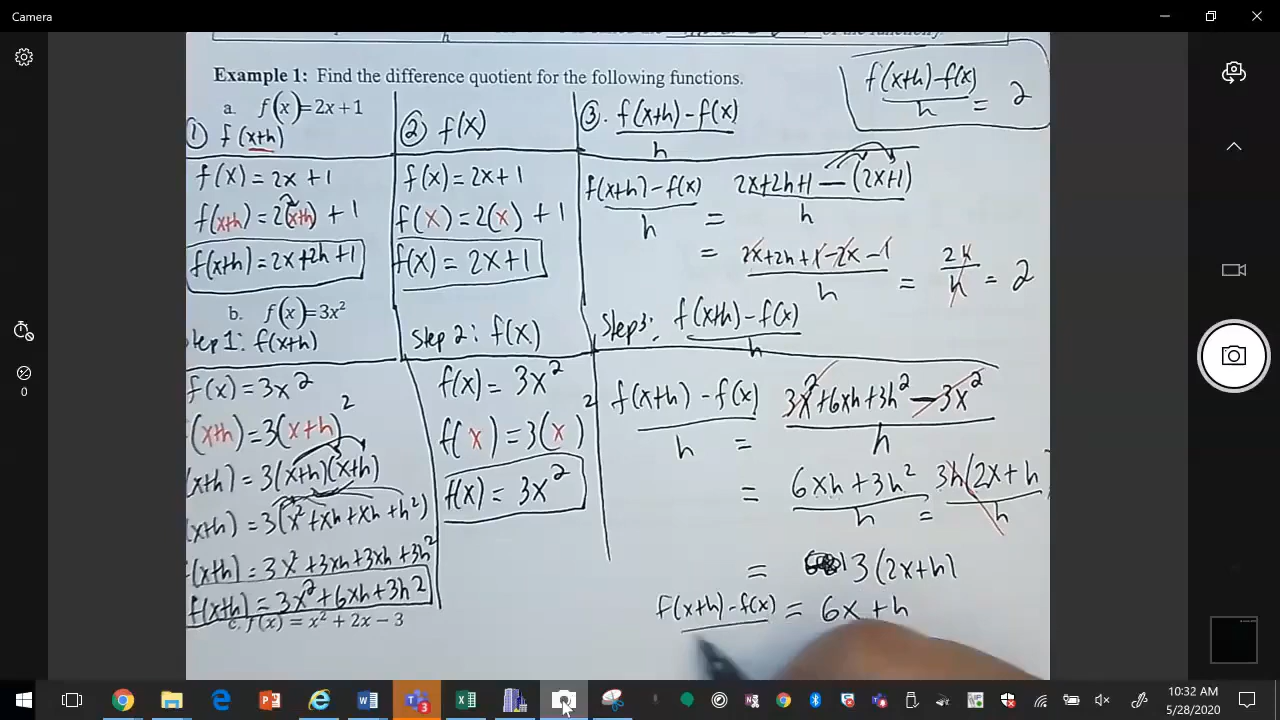 Camera
Example 1: Find the difference quotient for the following functions.
a. f(x)=2x+1
① f(x+h)
f(x) = 2x + 1
f(x+h) = 2(x+h) + 1
f(x+h) = 2x+2h+1
② f(x)
f(x) = 2x+1
f(x) = 2(x) + 1
f(x) = 2x+1
③. f(x+h) - f(x)
h
f(x+h) - f(x)
h
= 2
f(x+h) - f(x)
h
=
2x+2h+1 - (2x+1)
h
=
2x+2h+1-2x-1
h
=
2h
h
= 2
b. f(x)=3x²
Step 1: f(x+h)
f(x) = 3x²
(x+h) = 3(x+h)²
(x+h) = 3(x+h)(x+h)
(x+h) = 3(x²+xh+xh+h²)
f(x+h) = 3x²+3xh+3xh+3h²
f(x+h) = 3x²+6xh+3h²
Step 2: f(x)
f(x) = 3x²
f(x) = 3(x)²
f(x) = 3x²
Step3: f(x+h) - f(x)
h
f(x+h) - f(x)
h
=
3x²+6xh+3h² - 3x²
h
=
6xh + 3h²
h
=
3h(2x+h)
h
= 3(2x+h)
f(x+h) - f(x) = 6x + h
c. f(x) = x² + 2x − 3
0
3
10:32 AM
5/28/2020